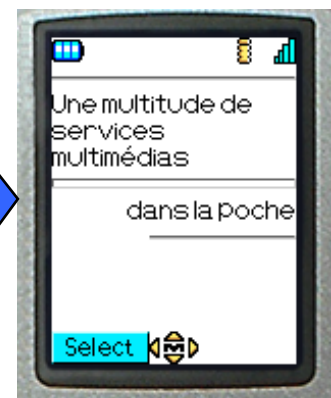 Une multitude de
services
multimédias
dans la poche
Select M